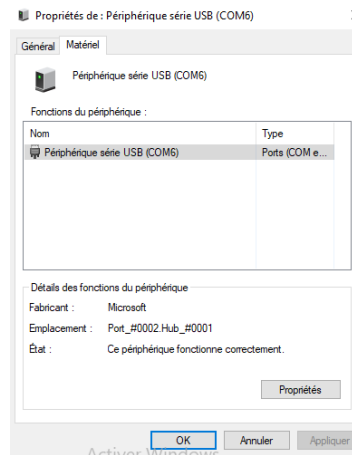 Propriétés de : Périphérique série USB (COM6)
Général Matériel
Périphérique série USB (COM6)
Fonctions du périphérique :
Nom Type
Périphérique série USB (COM6) Ports (COM e...
Détails des fonctions du périphérique
Fabricant : Microsoft
Emplacement : Port_#0002.Hub_#0001
État : Ce périphérique fonctionne correctement.
Propriétés
OK Annuler Appliquer
Activer Windows